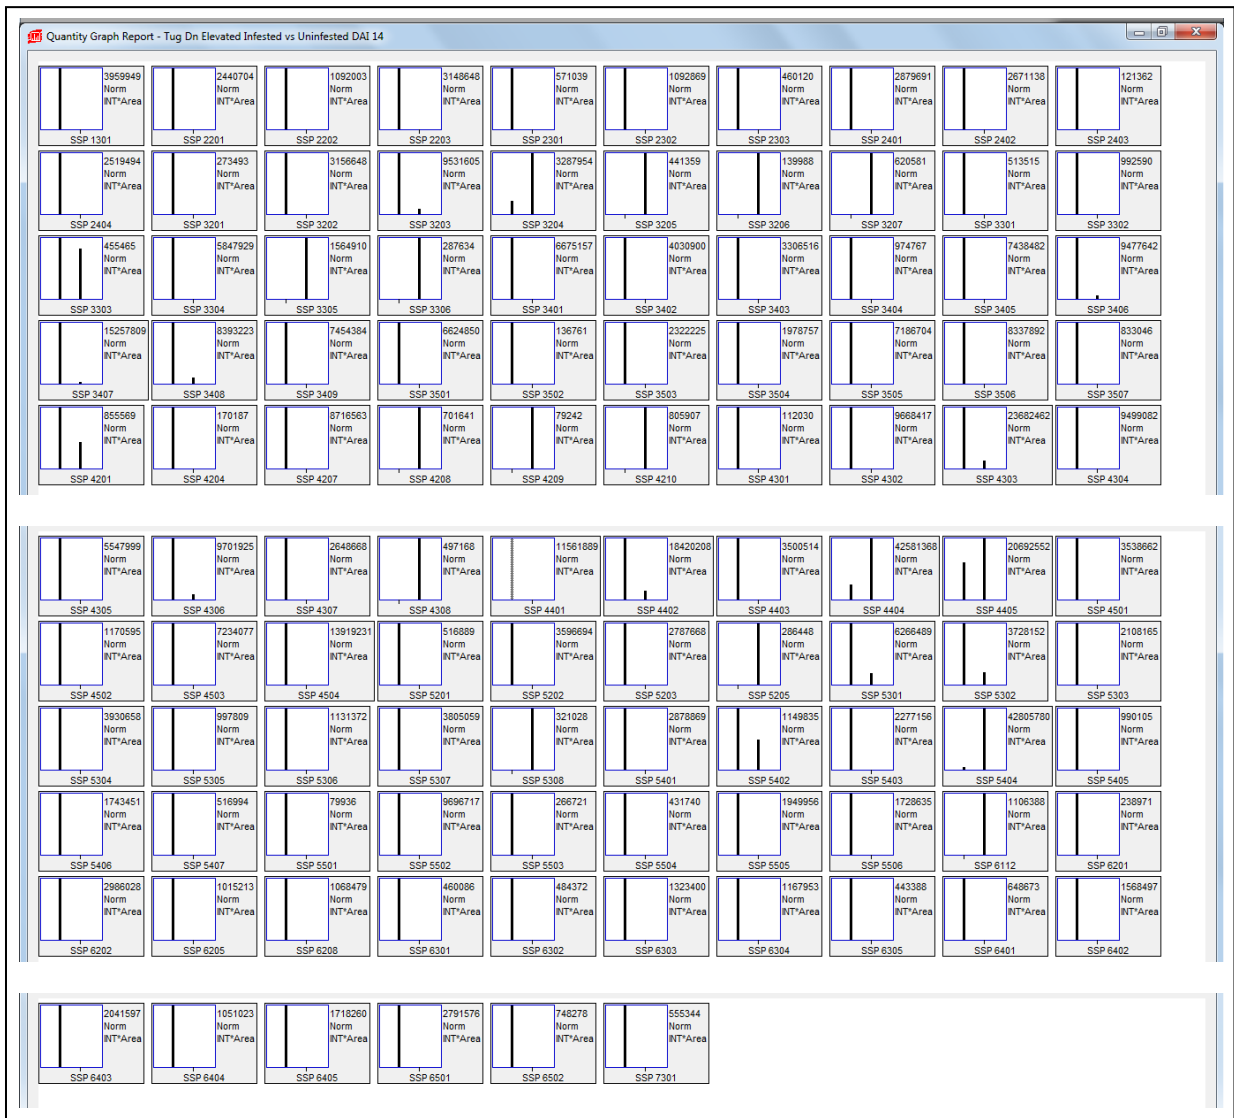 Quantity Graph Report - Tug Dn Elevated Infested vs Uninfested DAI 14
3959949 2440704 1092003 3148648 571039 1092869 460120 2879691 2671138 121362
Norm Norm Norm Norm Norm Norm Norm Norm Norm Norm
INT*Area INT*Area INT*Area INT*Area INT*Area INT*Area INT*Area INT*Area INT*Area INT*Area
SSP 1301 SSP 2201 SSP 2202 SSP 2203 SSP 2301 SSP 2302 SSP 2303 SSP 2401 SSP 2402 SSP 2403
2519494 273493 3156648 9531605 3287954 441359 139988 620581 513515 992590
Norm Norm Norm Norm Norm Norm Norm Norm Norm Norm
INT*Area INT*Area INT*Area INT*Area INT*Area INT*Area INT*Area INT*Area INT*Area INT*Area
SSP 2404 SSP 3201 SSP 3202 SSP 3203 SSP 3204 SSP 3205 SSP 3206 SSP 3207 SSP 3301 SSP 3302
455465 5847929 1564910 287634 6675157 4030900 3306516 974767 7438482 9477642
Norm Norm Norm Norm Norm Norm Norm Norm Norm Norm
INT*Area INT*Area INT*Area INT*Area INT*Area INT*Area INT*Area INT*Area INT*Area INT*Area
SSP 3303 SSP 3304 SSP 3305 SSP 3306 SSP 3401 SSP 3402 SSP 3403 SSP 3404 SSP 3405 SSP 3406
15257809 8393223 7454384 6624850 136761 2322225 1978757 7186704 8337892 833046
Norm Norm Norm Norm Norm Norm Norm Norm Norm Norm
INT*Area INT*Area INT*Area INT*Area INT*Area INT*Area INT*Area INT*Area INT*Area INT*Area
SSP 3407 SSP 3408 SSP 3409 SSP 3501 SSP 3502 SSP 3503 SSP 3504 SSP 3505 SSP 3506 SSP 3507
855569 170187 8716563 701641 79242 805907 112030 9668417 23682462 9499082
Norm Norm Norm Norm Norm Norm Norm Norm Norm Norm
INT*Area INT*Area INT*Area INT*Area INT*Area INT*Area INT*Area INT*Area INT*Area INT*Area
SSP 4201 SSP 4204 SSP 4207 SSP 4208 SSP 4209 SSP 4210 SSP 4301 SSP 4302 SSP 4303 SSP 4304
5547999 9701925 2648668 497168 11561889 18420208 3500514 42581368 20692552 3538662
Norm Norm Norm Norm Norm Norm Norm Norm Norm Norm
INT*Area INT*Area INT*Area INT*Area INT*Area INT*Area INT*Area INT*Area INT*Area INT*Area
SSP 4305 SSP 4306 SSP 4307 SSP 4308 SSP 4401 SSP 4402 SSP 4403 SSP 4404 SSP 4405 SSP 4501
1170595 7234077 13919231 516889 3596694 2787668 286448 6266489 3728152 2108165
Norm Norm Norm Norm Norm Norm Norm Norm Norm Norm
INT*Area INT*Area INT*Area INT*Area INT*Area INT*Area INT*Area INT*Area INT*Area INT*Area
SSP 4502 SSP 4503 SSP 4504 SSP 5201 SSP 5202 SSP 5203 SSP 5205 SSP 5301 SSP 5302 SSP 5303
3930658 997809 1131372 3805059 321028 2878869 1149835 2277156 42805780 990105
Norm Norm Norm Norm Norm Norm Norm Norm Norm Norm
INT*Area INT*Area INT*Area INT*Area INT*Area INT*Area INT*Area INT*Area INT*Area INT*Area
SSP 5304 SSP 5305 SSP 5306 SSP 5307 SSP 5308 SSP 5401 SSP 5402 SSP 5403 SSP 5404 SSP 5405
1743451 516994 79936 9696717 266721 431740 1949956 1728635 1106388 238971
Norm Norm Norm Norm Norm Norm Norm Norm Norm Norm
INT*Area INT*Area INT*Area INT*Area INT*Area INT*Area INT*Area INT*Area INT*Area INT*Area
SSP 5406 SSP 5407 SSP 5501 SSP 5502 SSP 5503 SSP 5504 SSP 5505 SSP 5506 SSP 6112 SSP 6201
2986028 1015213 1068479 460086 484372 1323400 1167953 443388 648673 1568497
Norm Norm Norm Norm Norm Norm Norm Norm Norm Norm
INT*Area INT*Area INT*Area INT*Area INT*Area INT*Area INT*Area INT*Area INT*Area INT*Area
SSP 6202 SSP 6205 SSP 6208 SSP 6301 SSP 6302 SSP 6303 SSP 6304 SSP 6305 SSP 6401 SSP 6402
2041597 1051023 1718260 2791576 748278 555344
Norm Norm Norm Norm Norm Norm
INT*Area INT*Area INT*Area INT*Area INT*Area INT*Area
SSP 6403 SSP 6404 SSP 6405 SSP 6501 SSP 6502 SSP 7301